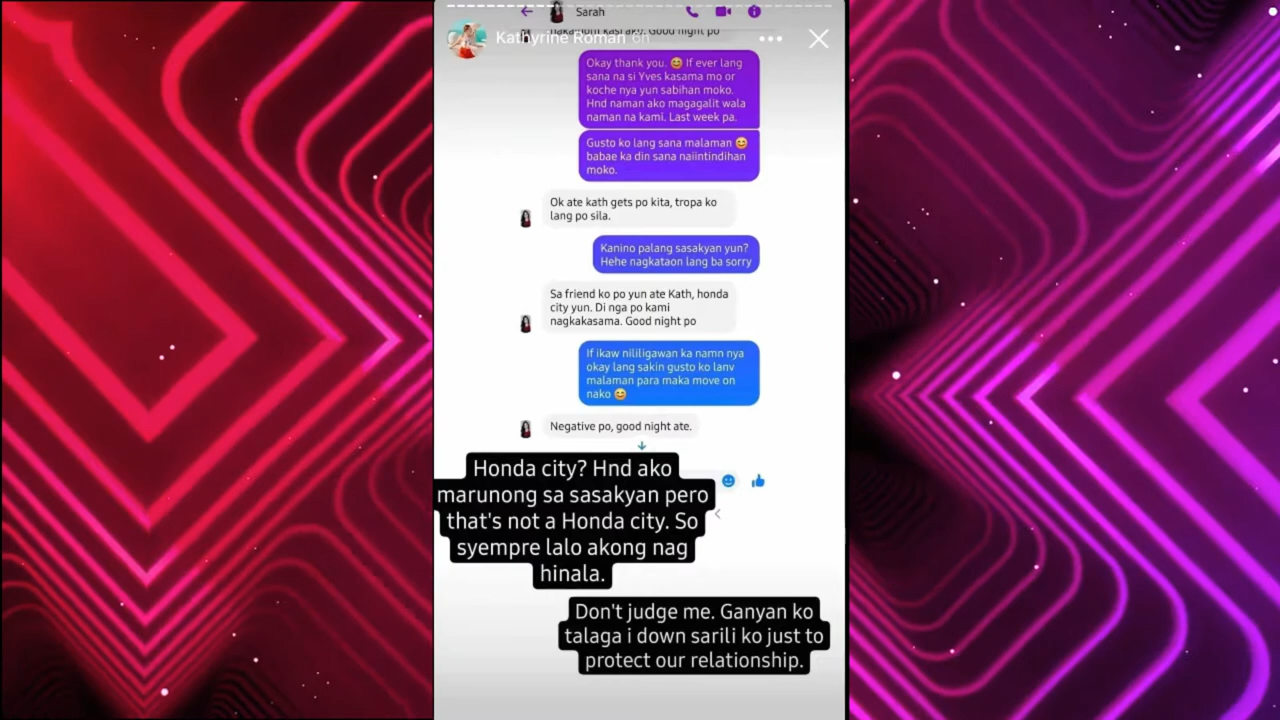 Sarah
Kathyrine Roman 6h
Good night po
Okay thank you. 😅 If ever lang
sana na si Yves kasama mo or
koche nya yun sabihan moko.
Hnd naman ako magagalit wala
naman na kami. Last week pa.
Gusto ko lang sana malaman 😅
babae ka din sana naiintindihan
moko.
Ok ate kath gets po kita, tropa ko
lang po sila.
Kanino palang sasakyan yun?
Hehe nagkataon lang ba sorry
Sa friend ko po yun ate Kath, honda
city yun. Di nga po kami
nagkakasama. Good night po
If ikaw nililigawan ka namn nya
okay lang sakin gusto ko lanv
malaman para maka move on
nako 😊
Negative po, good night ate.
Honda city? Hnd ako
marunong sa sasakyan pero
that's not a Honda city. So
syempre lalo akong nag
hinala.
Don't judge me. Ganyan ko
talaga i down sarili ko just to
protect our relationship.